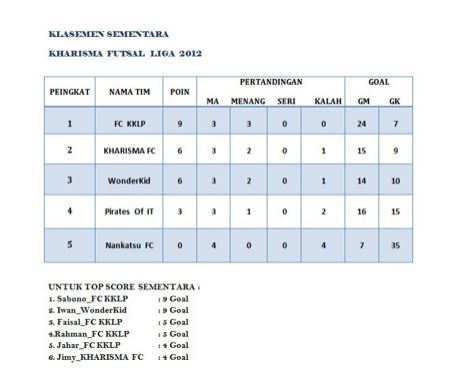 KLASEMEN SEMENTARA
KHARISMA FUTSAL LIGA 2012
PEINGKAT NAMA TIM POIN PERTANDINGAN GOAL
MA MENANG SERI KALAH GM GK
1 FC KKLP 9 3 3 0 0 24 7
2 KHARISMA FC 6 3 2 0 1 15 9
3 WonderKid 6 3 2 0 1 14 10
4 Pirates Of IT 3 3 1 0 2 16 15
5 Nankatsu FC 0 4 0 0 4 7 35
UNTUK TOP SCORE SEMENTARA :
1. Sabono_FC KKLP : 9 Goal
2. Iwan_WonderKid : 9 Goal
3. Faisal_FC KKLP : 5 Goal
4.Rahman_FC KKLP : 5 Goal
5. Jahar_FC KKLP : 4 Goal
6. Jimy_KHARISMA FC : 4 Goal